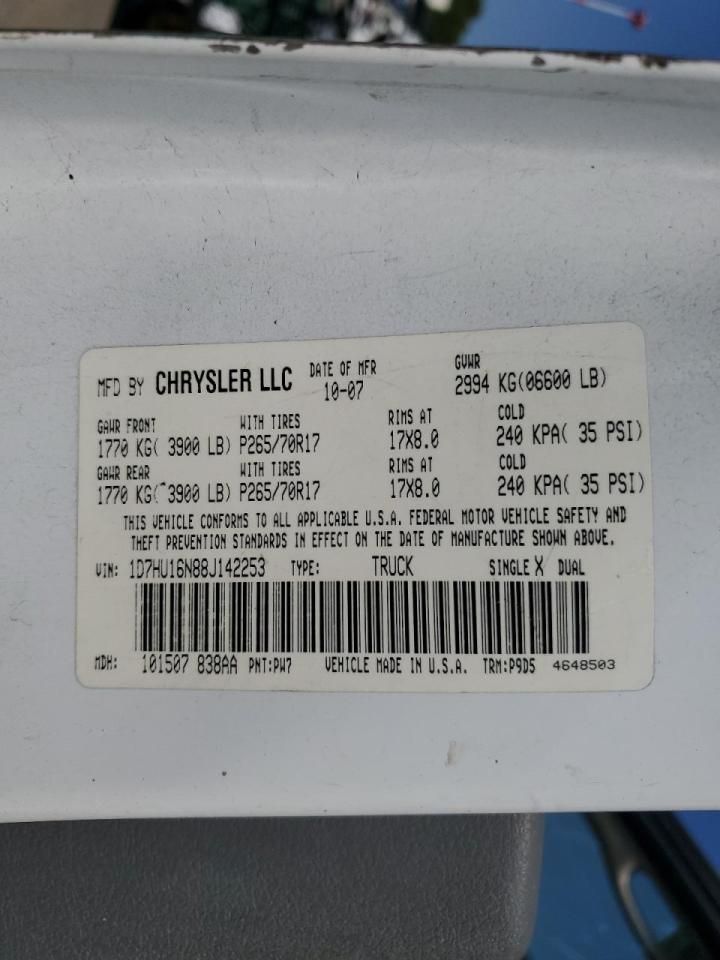 MFD BY CHRYSLER LLC DATE OF MFR 10-07 GVWR 2994 KG(06600 LB)
GAWR FRONT WITH TIRES RIMS AT COLD
1770 KG( 3900 LB) P265/70R17 17X8.0 240 KPA( 35 PSI)
GAWR REAR WITH TIRES RIMS AT COLD
1770 KG( 3900 LB) P265/70R17 17X8.0 240 KPA( 35 PSI)
THIS VEHICLE CONFORMS TO ALL APPLICABLE U.S.A. FEDERAL MOTOR VEHICLE SAFETY AND
THEFT PREVENTION STANDARDS IN EFFECT ON THE DATE OF MANUFACTURE SHOWN ABOVE.
VIN: 1D7HU16N88J142253 TYPE: TRUCK SINGLE X DUAL
MDH: 101507 838AA PNT:PW7 VEHICLE MADE IN U.S.A. TRM:P9D5 4648503